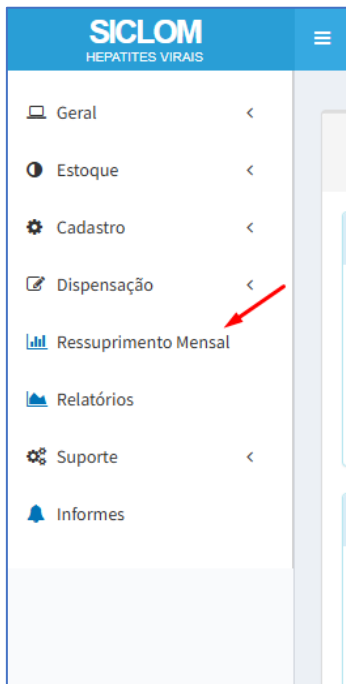 SICLOM
HEPATITES VIRAIS
Geral
Estoque
Cadastro
Dispensação
Ressuprimento Mensal
Relatórios
Suporte
Informes